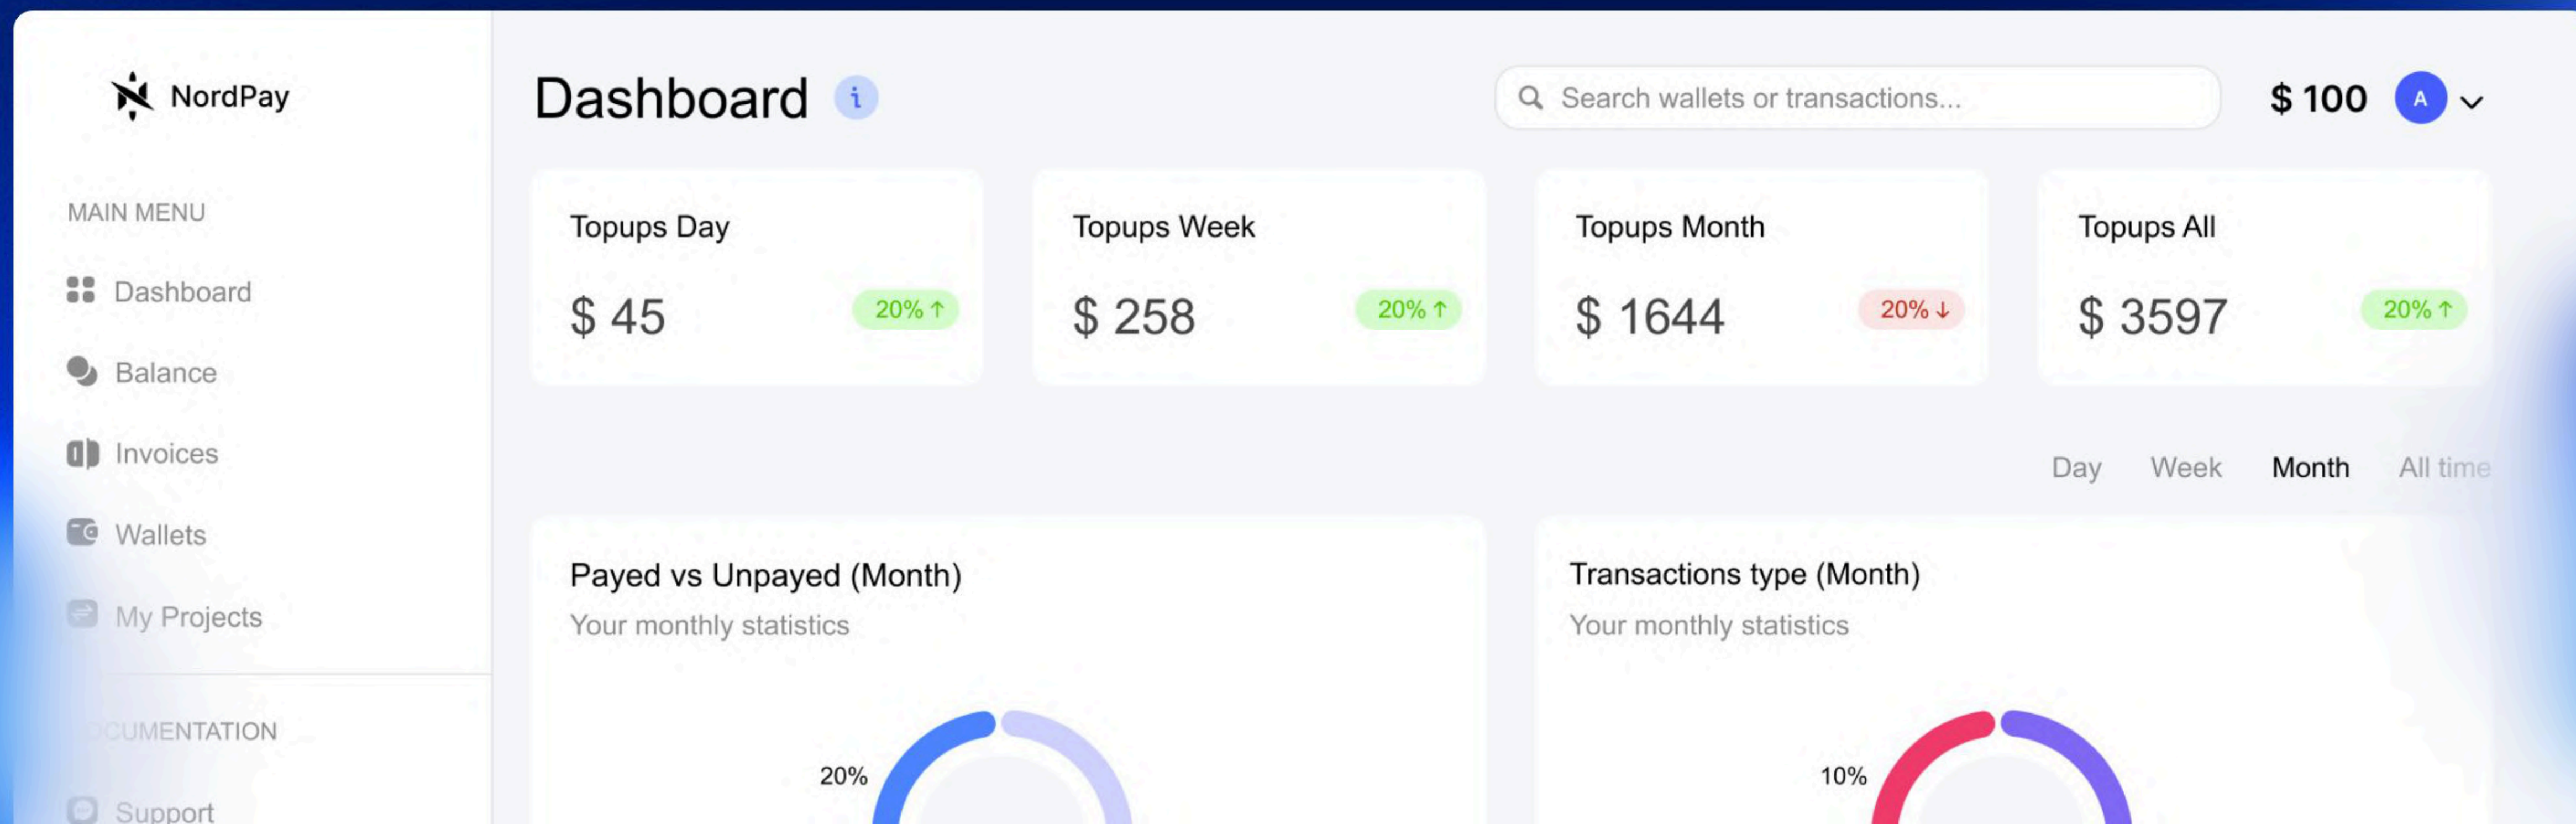 NordPay
MAIN MENU
Dashboard
Balance
Invoices
Wallets
My Projects
DOCUMENTATION
Support
Dashboard i
Search wallets or transactions...
$ 100 A
Topups Day
$ 45 20% ↑
Topups Week
$ 258 20% ↑
Topups Month
$ 1644 20% ↓
Topups All
$ 3597 20% ↑
Day Week Month All time
Payed vs Unpayed (Month)
Your monthly statistics
20%
Transactions type (Month)
Your monthly statistics
10%